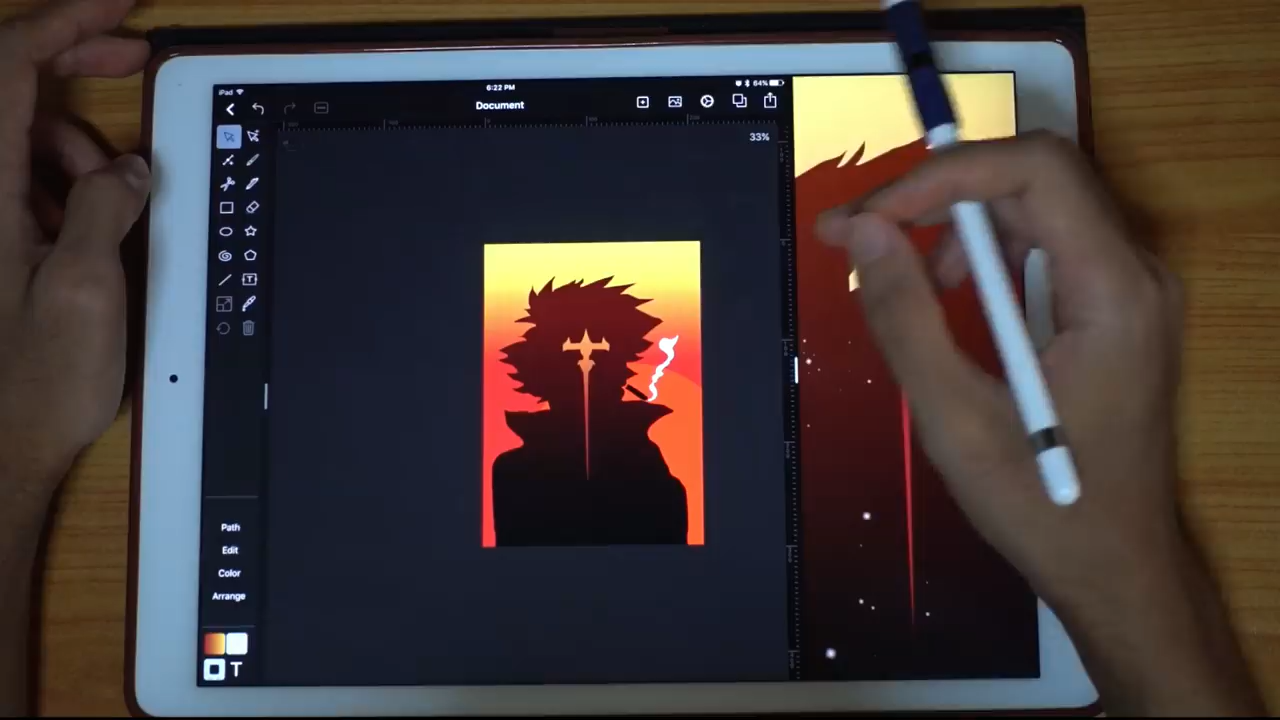 iPad
6:22 PM
64%
Document
33%
T
Path
Edit
Color
Arrange
T